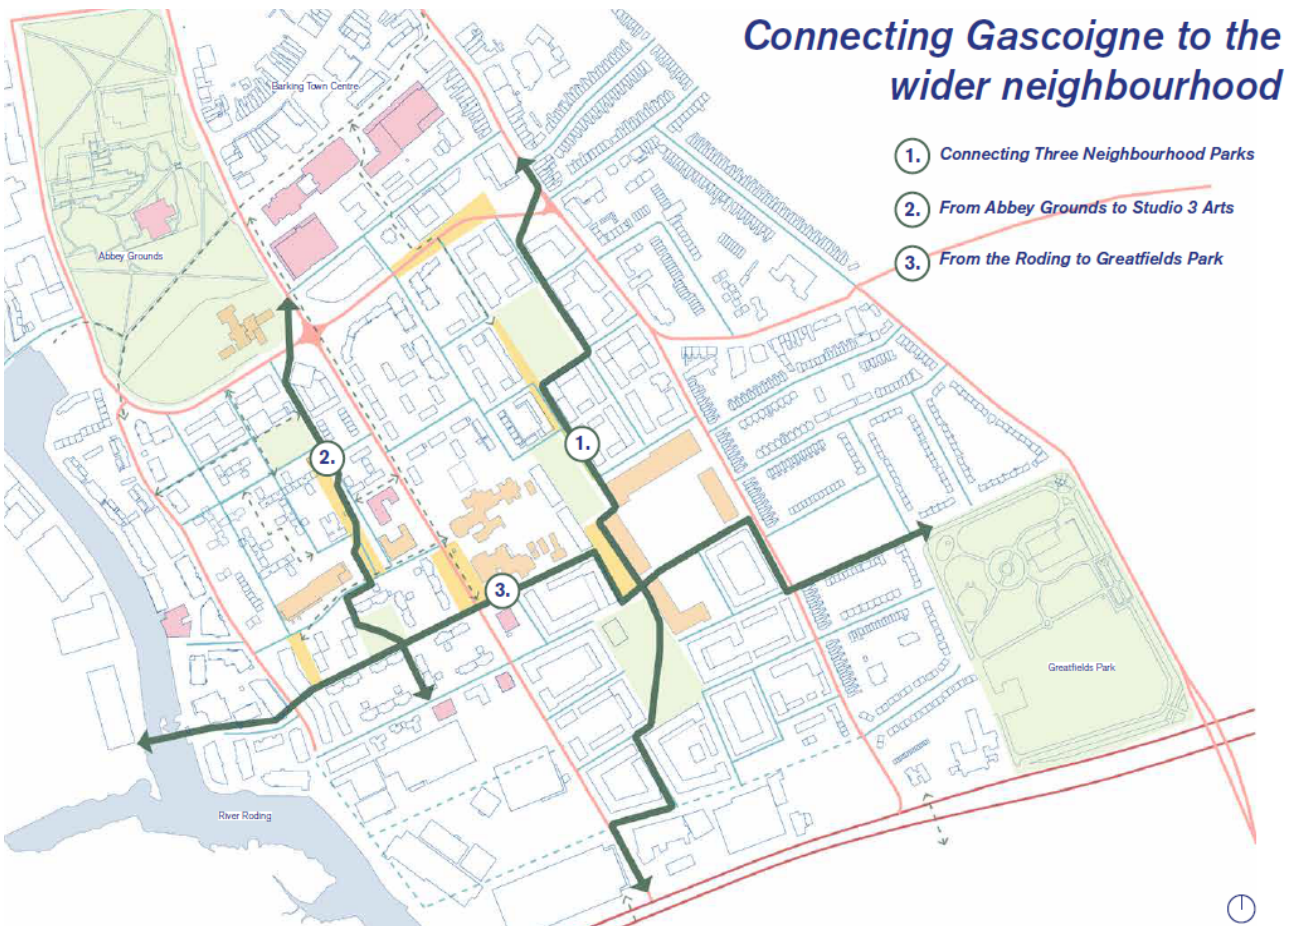 Connecting Gascoigne to the
wider neighbourhood
1. Connecting Three Neighbourhood Parks
2. From Abbey Grounds to Studio 3 Arts
3. From the Roding to Greatfields Park
Barking Town Centre
Abbey Grounds
1.
2.
3.
Greatfields Park
River Roding